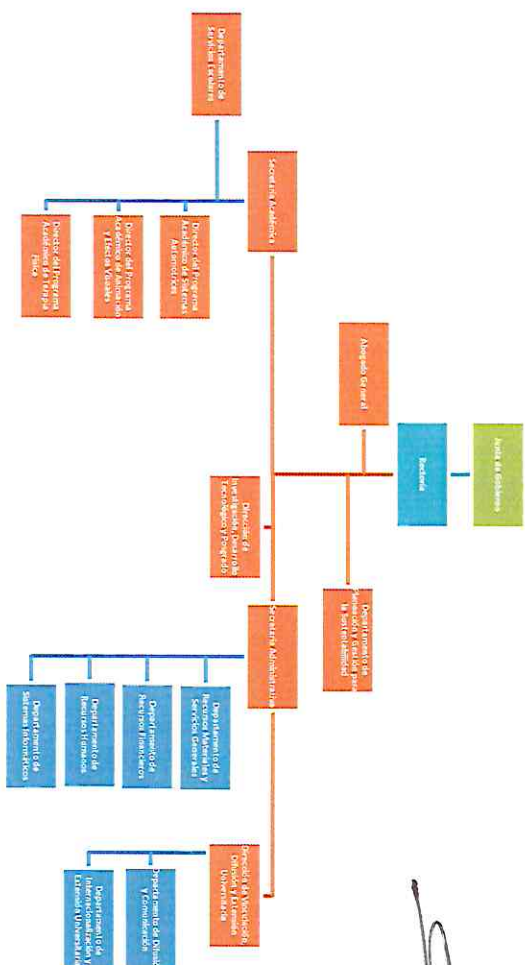 Junta de Gobierno
Rectoría
Abogado General
Departamento de
Planeación y Gestión para
la Sustentabilidad
Secretaría Académica
Dirección de
Investigación, Desarrollo
Tecnológico y Posgrado
Secretaría Administrativa
Dirección de Vinculación,
Difusión y Extensión
Universitaria
Departamento de
Servicios Escolares
Director del Programa
Académico de Sistemas
Automotrices
Director del Programa
Académico de Animación
y Efectos Visuales
Director del Programa
Académico de Terapia
Física
Departamento de
Recursos Materiales y
Servicios Generales
Departamento de
Recursos Financieros
Departamento de
Recursos Humanos
Departamento de
Sistemas Informáticos
Departamento de Difusión
y Comunicación
Departamento de
Internacionalización y
Extensión Universitaria